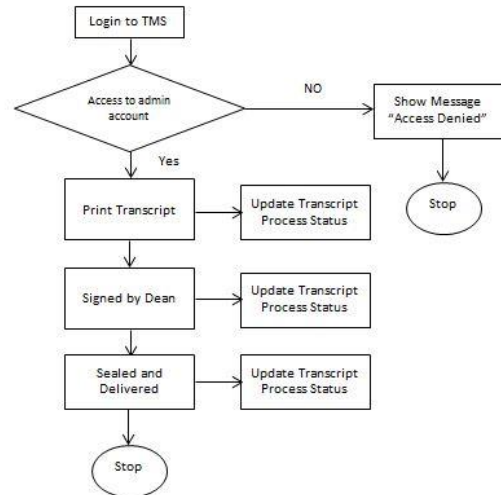 Login to TMS
Access to admin
account
NO
Show Message
“Access Denied”
Stop
Yes
Print Transcript
Update Transcript
Process Status
Signed by Dean
Update Transcript
Process Status
Sealed and
Delivered
Update Transcript
Process Status
Stop